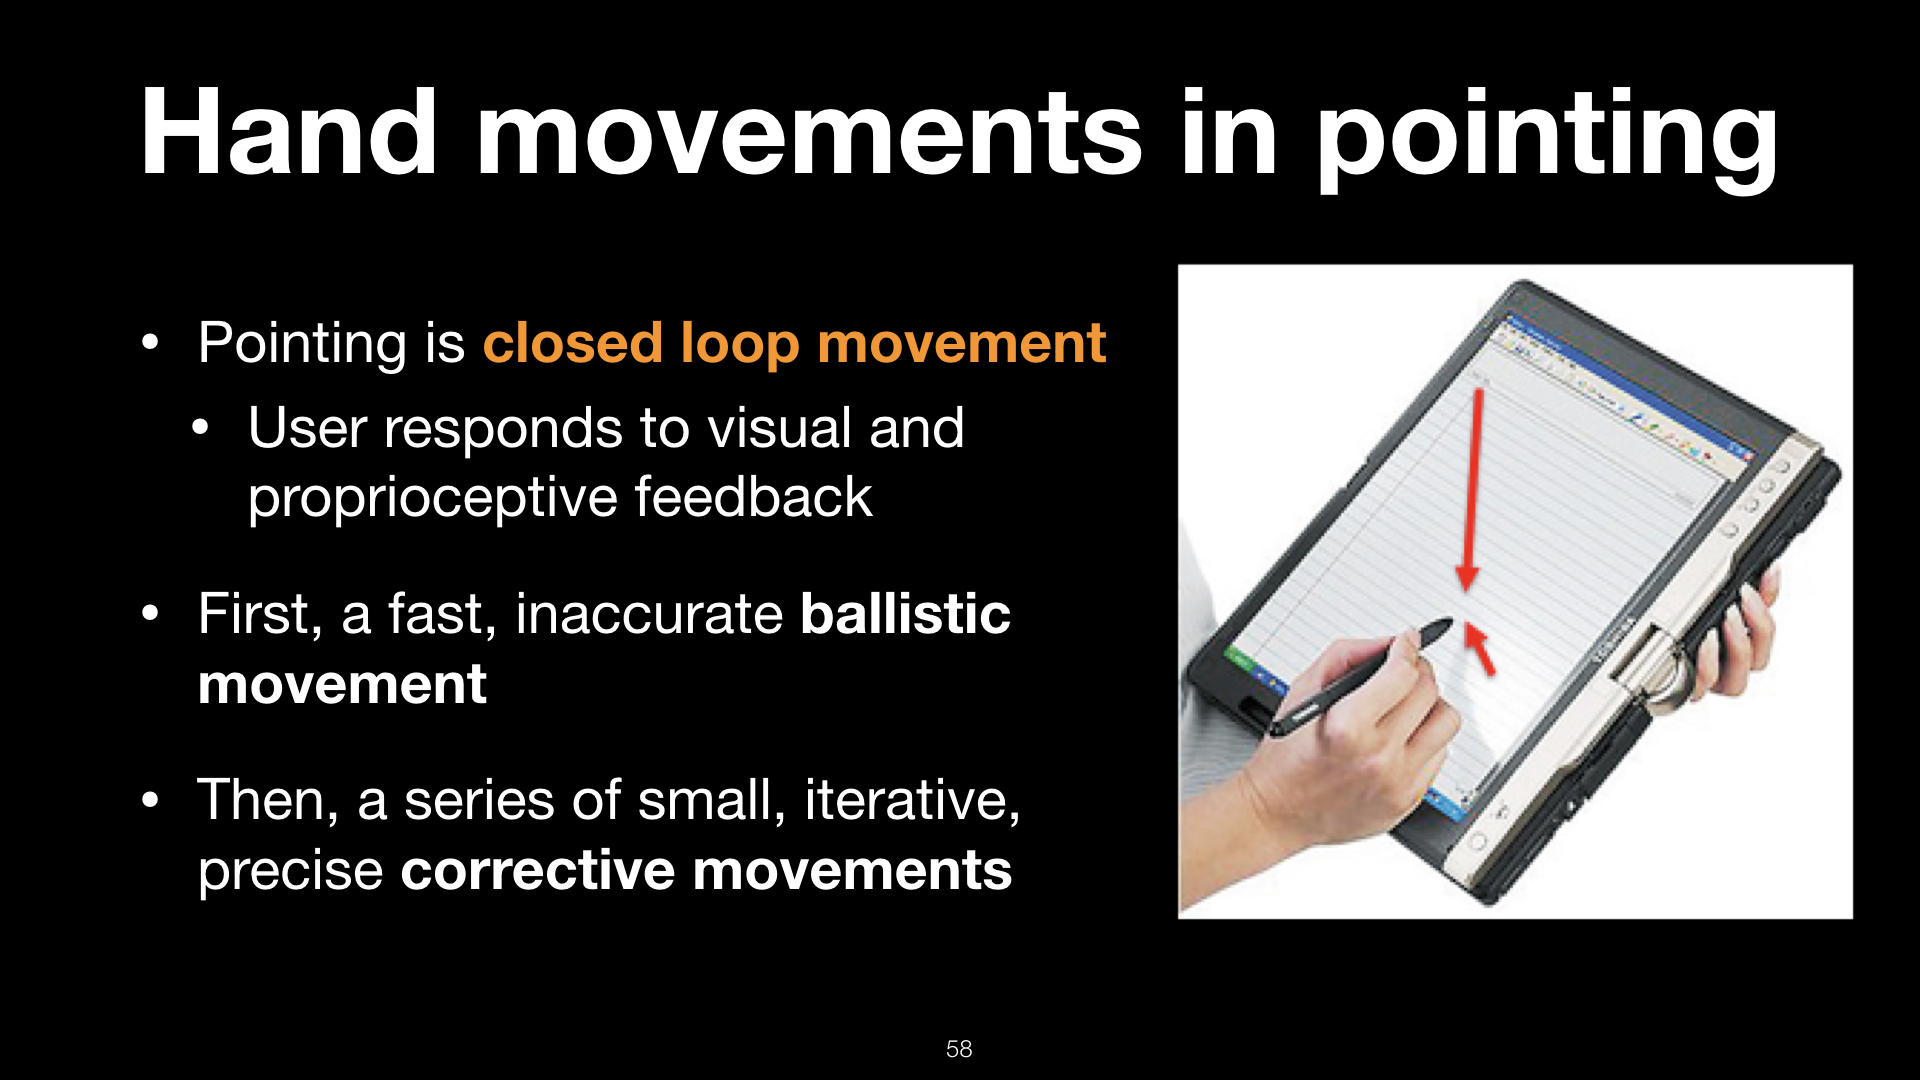 Hand movements in pointing
• Pointing is closed loop movement
• User responds to visual and
proprioceptive feedback
• First, a fast, inaccurate ballistic
movement
• Then, a series of small, iterative,
precise corrective movements
58